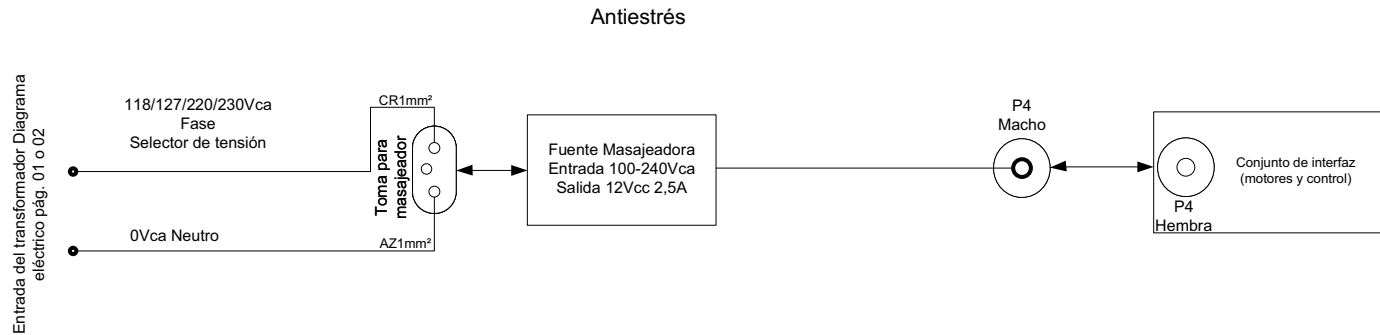 Antiestrés
Entrada del transformador Diagrama
eléctrico pág. 01 o 02
118/127/220/230Vca
Fase
Selector de tensión
0Vca Neutro
CR1mm²
Toma para
masajeador
AZ1mm²
Fuente Masajeadora
Entrada 100-240Vca
Salida 12Vcc 2,5A
P4
Macho
P4
Hembra
Conjunto de interfaz
(motores y control)